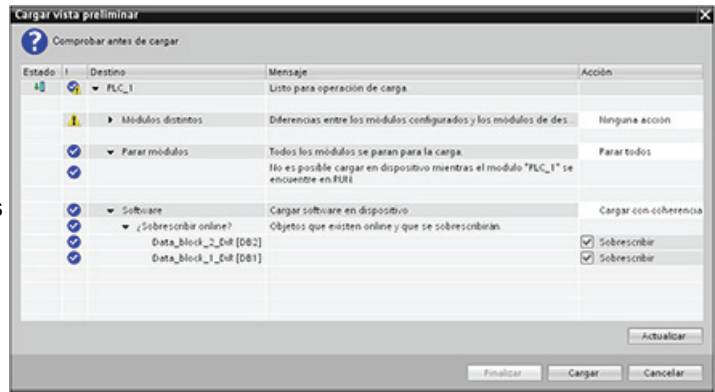 Cargar vista preliminar
Comprobar antes de cargar
Estado ! Destino Mensaje Acción
PLC_1 Listo para operación de carga.
Módulos distintos Diferencias entre los módulos configurados y los módulos de des... Ninguna acción
Parar módulos Todos los módulos se paran para la carga. Parar todos
No es posible cargar en dispositivo mientras el modulo "PLC_1" se
encuentre en RUN.
s
Software Cargar software en dispositivo Cargar con coherencia
¿Sobrescribir online? Objetos que existen online y que se sobrescribirán.
Data_block_2_ExR [DB2] Sobrescribir
Data_block_1_ExR [DB1] Sobrescribir
Actualizar
Finalizar Cargar Cancelar